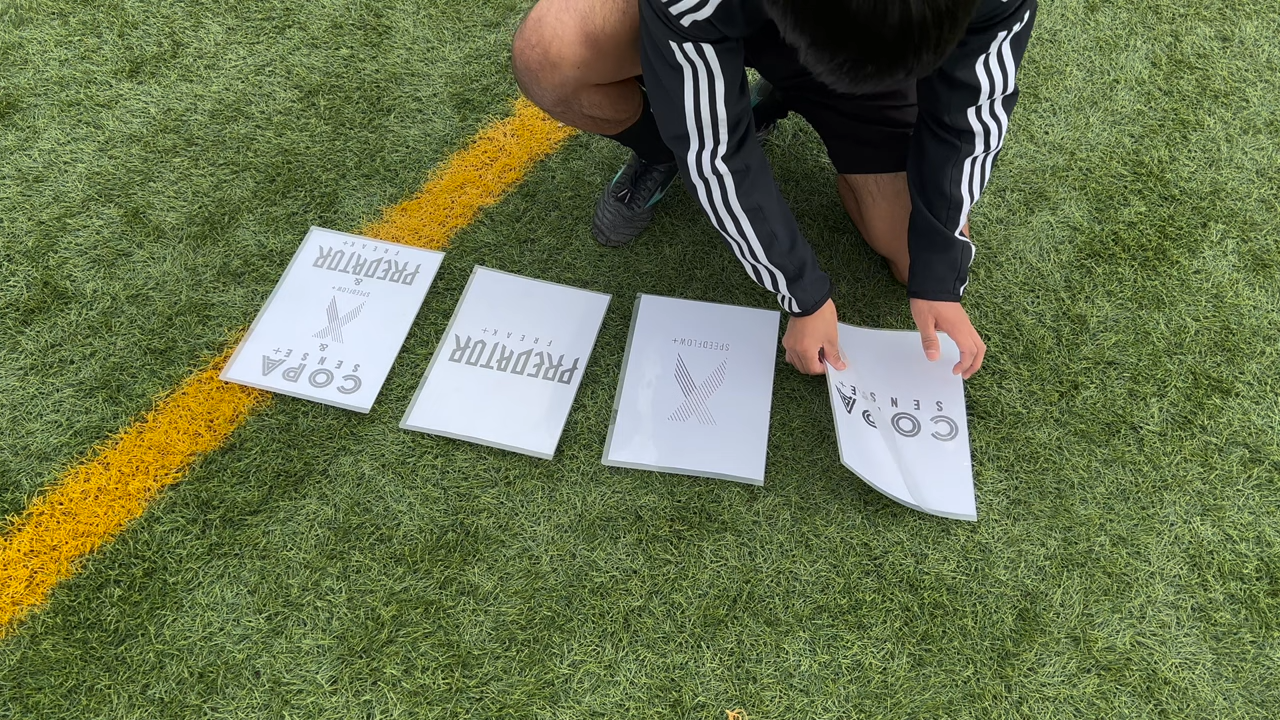 COPA
SENSE+
&
X
SPEEDFLOW+
&
PREDATOR
FREAK+
PREDATOR
FREAK+
X
SPEEDFLOW+
COPA
SENSE+